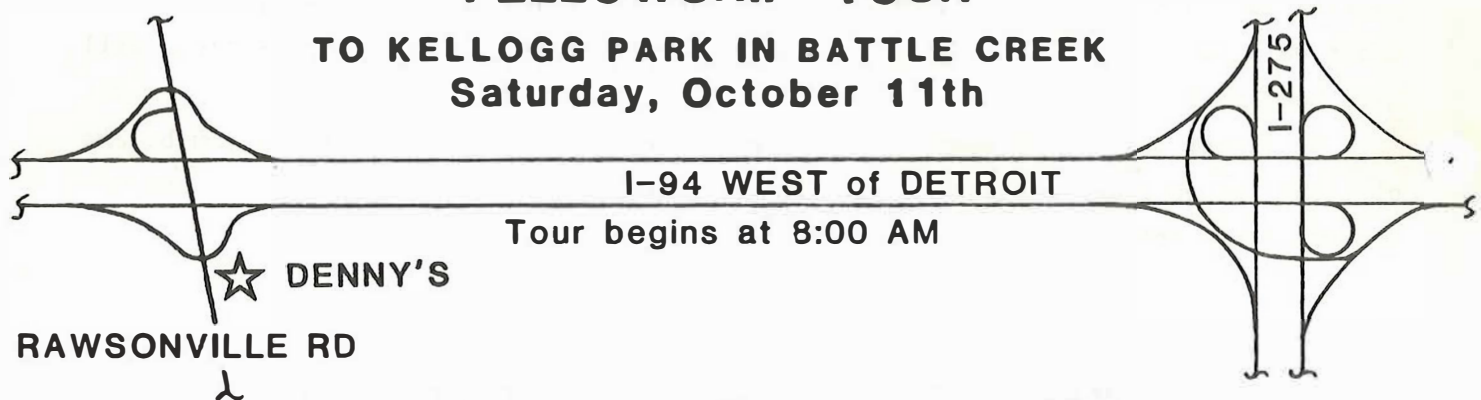 TO KELLOGG PARK IN BATTLE CREEK
Saturday, October 11th
I-275
I-94 WEST of DETROIT
Tour begins at 8:00 AM
DENNY'S
RAWSONVILLE RD